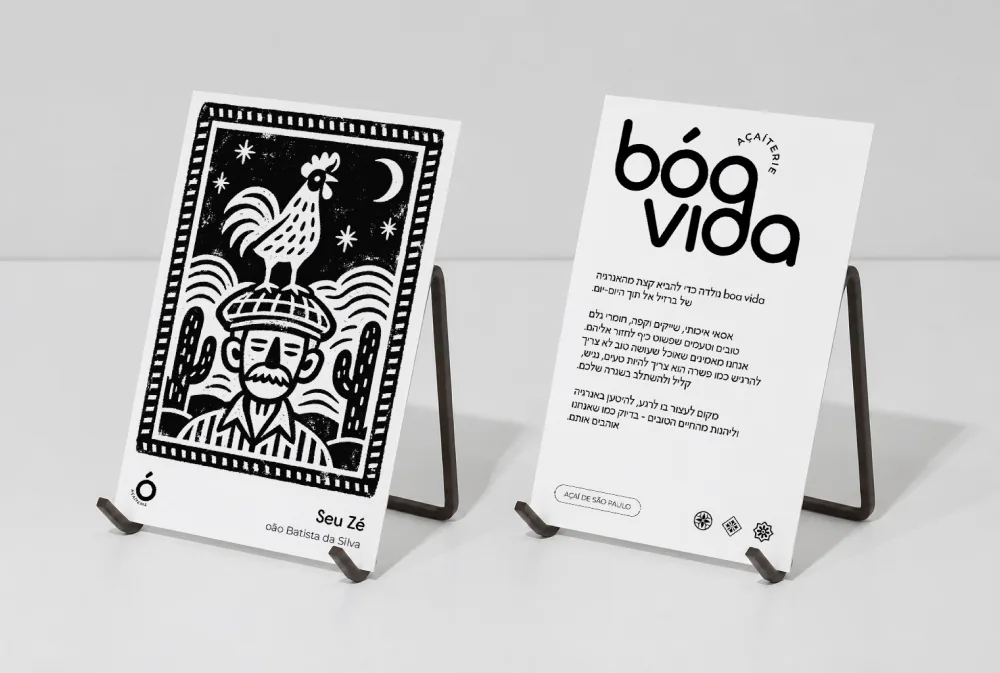 Ó
AÇAÍTERIE
Seu Zé
oão Batista da Silva
bóa
vida
AÇAÍTERIE
boa vida נולדה כדי להביא קצת מהאנרגיה
של ברזיל אל תוך היום-יום.
אסאי איכותי, שייקים וקפה, חומרי גלם
טובים וטעמים שפשוט כיף לחזור אליהם.
אנחנו מאמינים שאוכל שעושה טוב לא צריך
להרגיש כמו פשרה הוא צריך להיות טעים, נגיש,
קליל ולהשתלב בשגרה שלכם.
מקום לעצור בו לרגע, להיטען באנרגיה
וליהנות מהחיים הטובים - בדיוק כמו שאנחנו
אוהבים אותם.
AÇAÍ DE SÃO PAULO